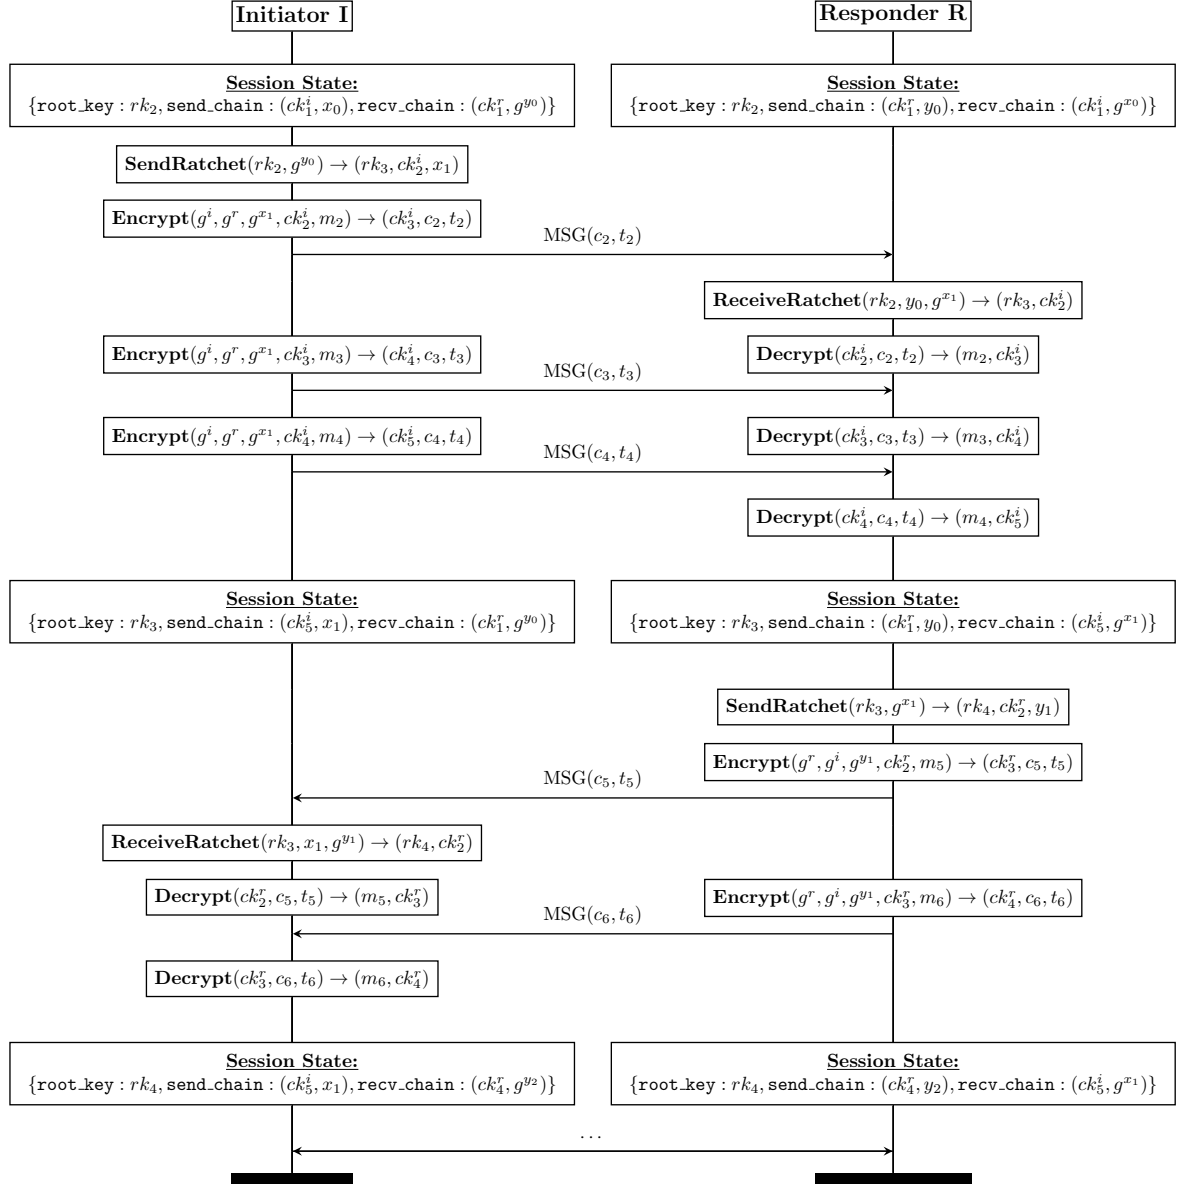 Initiator I
Responder R
Session State:
{root_key : rk₂, send_chain : (ck₁ⁱ, x₀), recv_chain : (ck₁ʳ, g^{y₀})}
Session State:
{root_key : rk₂, send_chain : (ck₁ʳ, y₀), recv_chain : (ck₁ⁱ, g^{x₀})}
SendRatchet(rk₂, g^{y₀}) → (rk₃, ck₂ⁱ, x₁)
Encrypt(gⁱ, gʳ, g^{x₁}, ck₂ⁱ, m₂) → (ck₃ⁱ, c₂, t₂)
MSG(c₂, t₂)
ReceiveRatchet(rk₂, y₀, g^{x₁}) → (rk₃, ck₂ⁱ)
Encrypt(gⁱ, gʳ, g^{x₁}, ck₃ⁱ, m₃) → (ck₄ⁱ, c₃, t₃)
Decrypt(ck₂ⁱ, c₂, t₂) → (m₂, ck₃ⁱ)
MSG(c₃, t₃)
Encrypt(gⁱ, gʳ, g^{x₁}, ck₄ⁱ, m₄) → (ck₅ⁱ, c₄, t₄)
Decrypt(ck₃ⁱ, c₃, t₃) → (m₃, ck₄ⁱ)
MSG(c₄, t₄)
Decrypt(ck₄ⁱ, c₄, t₄) → (m₄, ck₅ⁱ)
Session State:
{root_key : rk₃, send_chain : (ck₅ⁱ, x₁), recv_chain : (ck₁ʳ, g^{y₀})}
Session State:
{root_key : rk₃, send_chain : (ck₁ʳ, y₀), recv_chain : (ck₅ⁱ, g^{x₁})}
SendRatchet(rk₃, g^{x₁}) → (rk₄, ck₂ʳ, y₁)
Encrypt(gʳ, gⁱ, g^{y₁}, ck₂ʳ, m₅) → (ck₃ʳ, c₅, t₅)
MSG(c₅, t₅)
ReceiveRatchet(rk₃, x₁, g^{y₁}) → (rk₄, ck₂ʳ)
Decrypt(ck₂ʳ, c₅, t₅) → (m₅, ck₃ʳ)
Encrypt(gʳ, gⁱ, g^{y₁}, ck₃ʳ, m₆) → (ck₄ʳ, c₆, t₆)
MSG(c₆, t₆)
Decrypt(ck₃ʳ, c₆, t₆) → (m₆, ck₄ʳ)
Session State:
{root_key : rk₄, send_chain : (ck₅ⁱ, x₁), recv_chain : (ck₄ʳ, g^{y₂})}
Session State:
{root_key : rk₄, send_chain : (ck₄ʳ, y₂), recv_chain : (ck₅ⁱ, g^{x₁})}
...